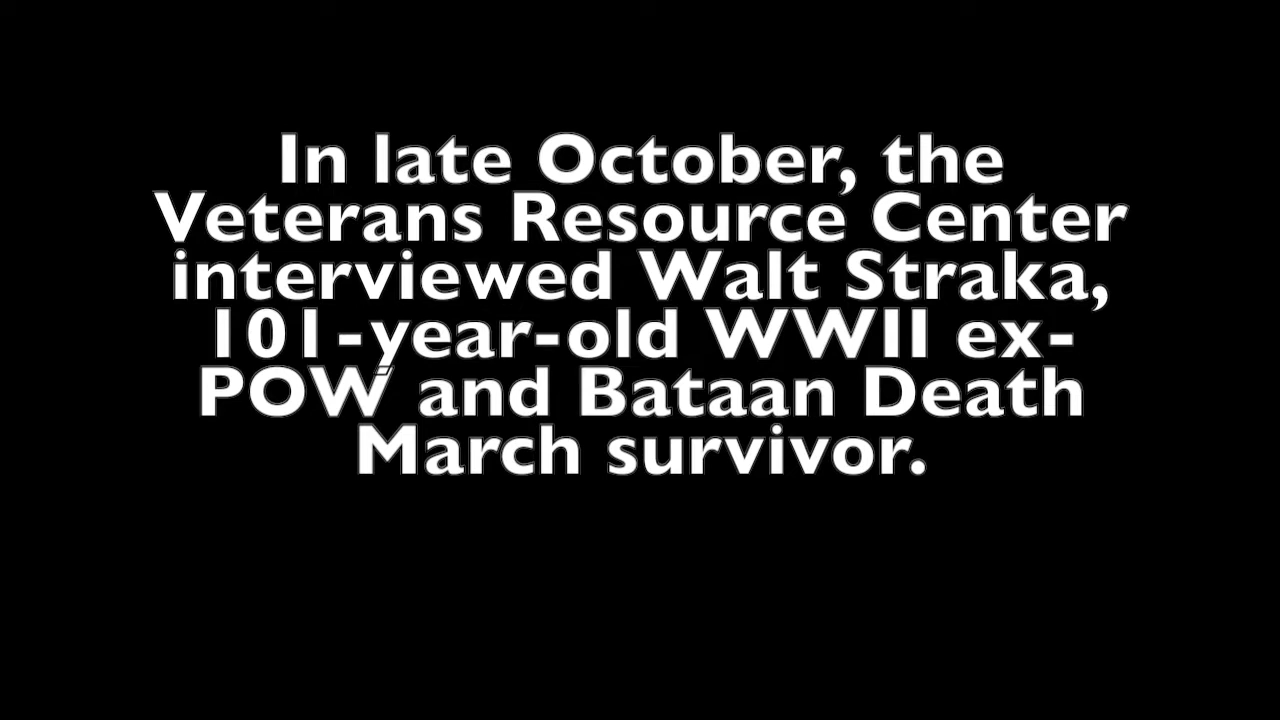 In late October, the
Veterans Resource Center
interviewed Walt Straka,
101-year-old WWII ex-
POW and Bataan Death
March survivor.